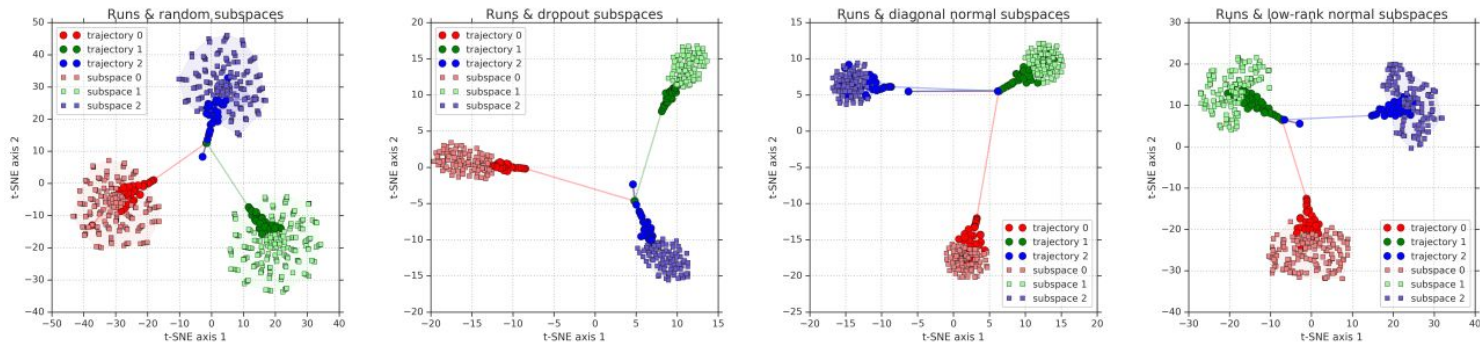 Runs & random subspaces
50
40
30
20
10
0
−10
−20
−30
−40
−50
−40
−30
−20
−10
0
10
20
30
40
t-SNE axis 1
t-SNE axis 2
trajectory 0
trajectory 1
trajectory 2
subspace 0
subspace 1
subspace 2
Runs & dropout subspaces
20
15
10
5
0
−5
−10
−15
−20
−20
−15
−10
−5
0
5
10
15
t-SNE axis 1
t-SNE axis 2
trajectory 0
trajectory 1
trajectory 2
subspace 0
subspace 1
subspace 2
Runs & diagonal normal subspaces
15
10
5
0
−5
−10
−15
−20
−25
−20
−15
−10
−5
0
5
10
15
20
t-SNE axis 1
t-SNE axis 2
trajectory 0
trajectory 1
trajectory 2
subspace 0
subspace 1
subspace 2
Runs & low-rank normal subspaces
30
20
10
0
−10
−20
−30
−40
−30
−20
−10
0
10
20
30
40
t-SNE axis 1
t-SNE axis 2
trajectory 0
trajectory 1
trajectory 2
subspace 0
subspace 1
subspace 2